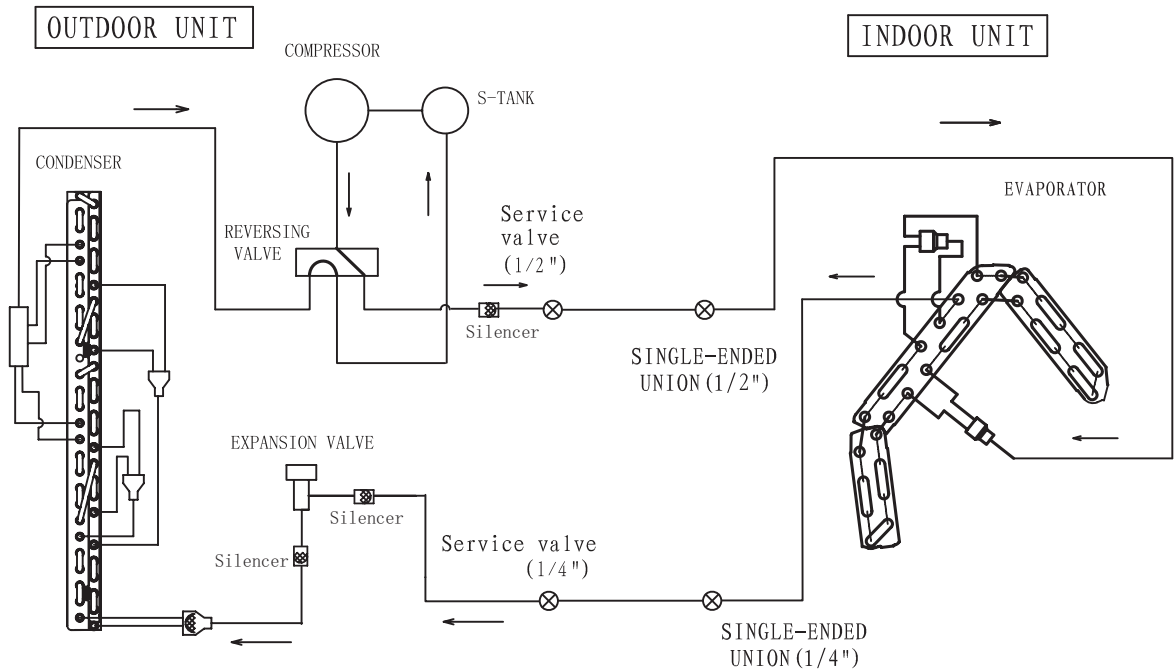 OUTDOOR UNIT
INDOOR UNIT
COMPRESSOR
S-TANK
CONDENSER
EVAPORATOR
REVERSING
VALVE
Service
valve
(1/2")
Silencer
SINGLE-ENDED
UNION(1/2")
EXPANSION VALVE
Silencer
Silencer
Service valve
(1/4")
SINGLE-ENDED
UNION(1/4")